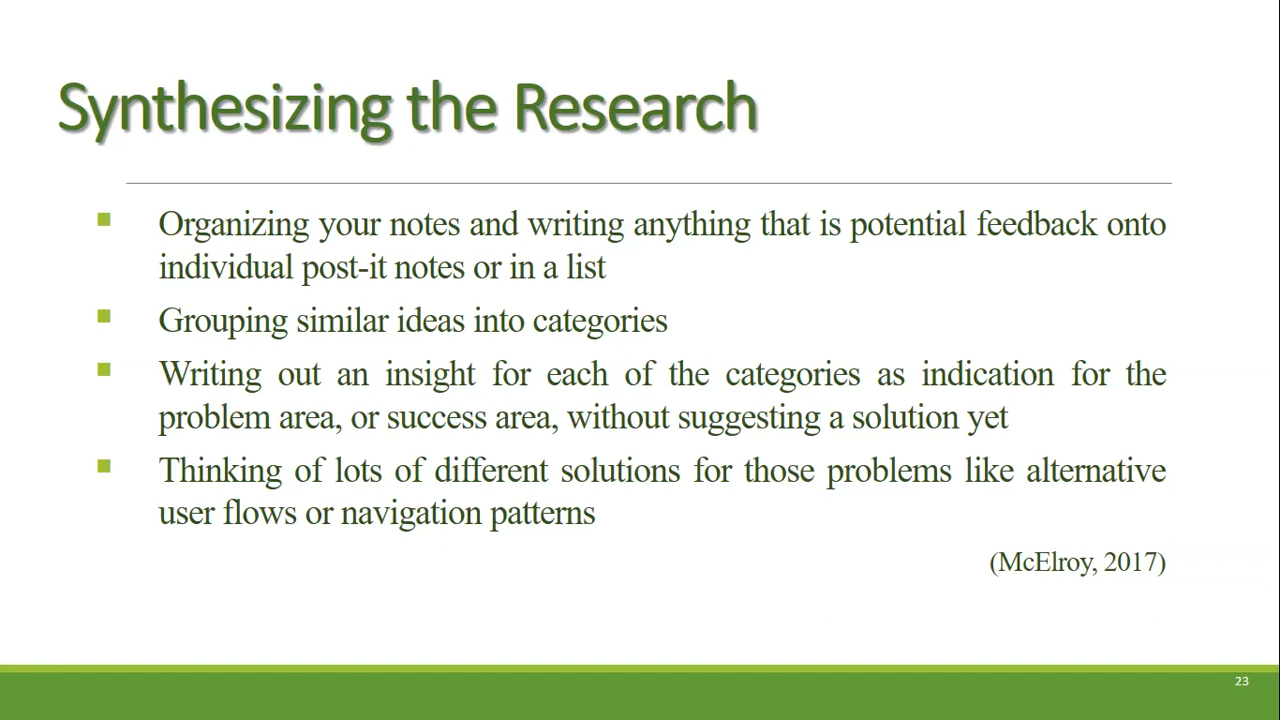 Synthesizing the Research
Organizing your notes and writing anything that is potential feedback onto
individual post-it notes or in a list
Grouping similar ideas into categories
Writing out an insight for each of the categories as indication for the
problem area, or success area, without suggesting a solution yet
Thinking of lots of different solutions for those problems like alternative
user flows or navigation patterns
(McElroy, 2017)
23